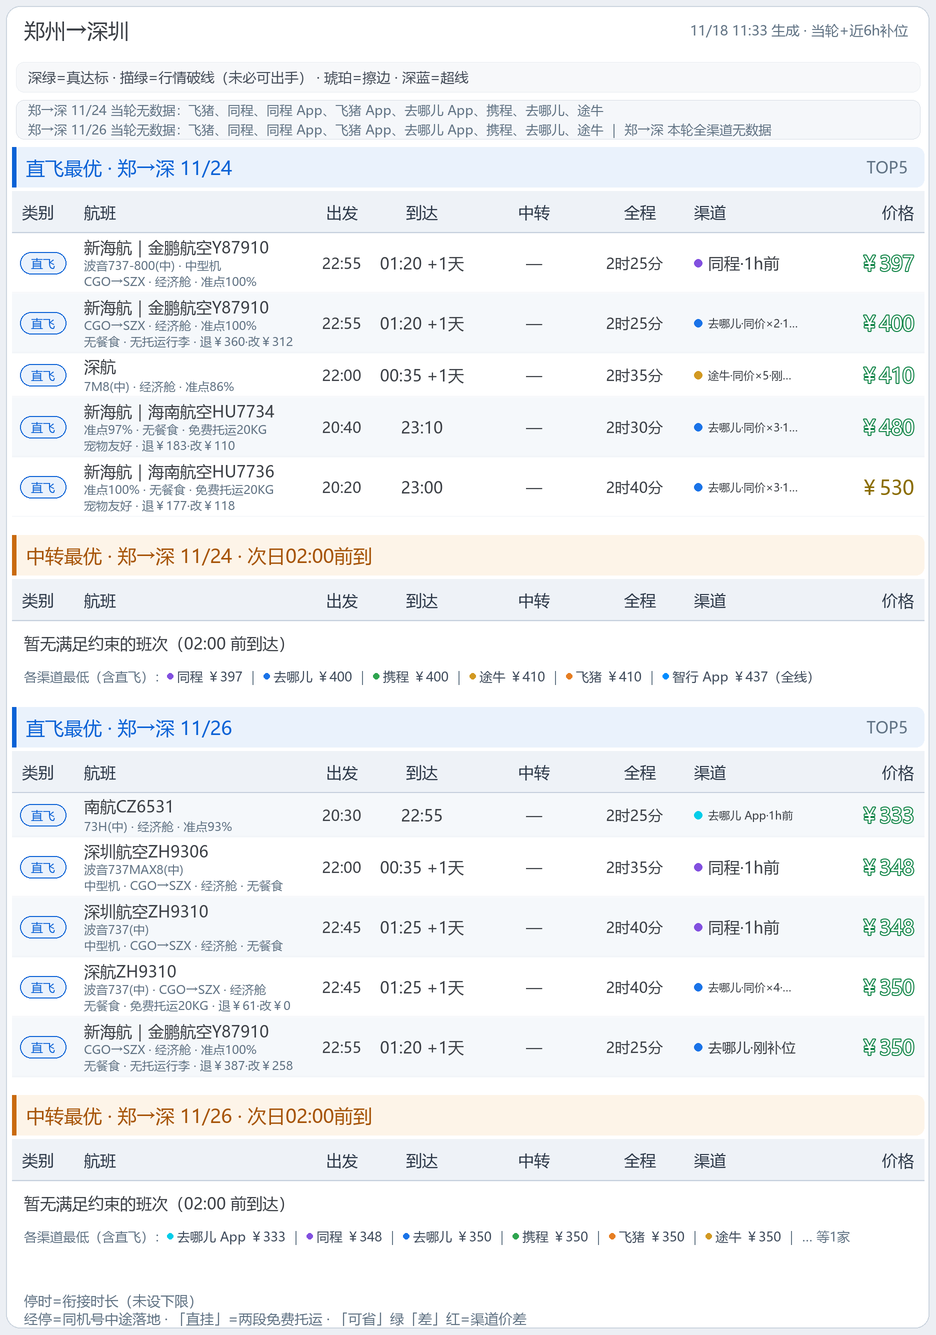 郑州→深圳
11/18 11:33 生成 · 当轮+近6h补位
深绿=真达标 · 描绿=行情破线（未必可出手） · 琥珀=擦边 · 深蓝=超线
郑→深 11/24 当轮无数据：飞猪、同程、同程 App、飞猪 App、去哪儿 App、携程、去哪儿、途牛
郑→深 11/26 当轮无数据：飞猪、同程、同程 App、飞猪 App、去哪儿 App、携程、去哪儿、途牛 ｜ 郑→深 本轮全渠道无数据
直飞最优 · 郑→深 11/24 TOP5
类别 航班 出发 到达 中转 全程 渠道 价格
新海航｜金鹏航空Y87910
波音737-800(中) · 中型机
直飞 22:55 01:20 +1天 — 2时25分 同程·1h前 ￥397
CGO→SZX · 经济舱 · 准点100%
新海航｜金鹏航空Y87910
CGO→SZX · 经济舱 · 准点100%
直飞 22:55 01:20 +1天 — 2时25分 去哪儿·同价×2·1… ￥400
无餐食 · 无托运行李 · 退￥360·改￥312
深航
直飞 22:00 00:35 +1天 — 2时35分 途牛·同价×5·刚… ￥410
7M8(中) · 经济舱 · 准点86%
新海航｜海南航空HU7734
准点97% · 无餐食 · 免费托运20KG
直飞 20:40 23:10 — 2时30分 去哪儿·同价×3·1… ￥480
宠物友好 · 退￥183·改￥110
新海航｜海南航空HU7736
准点100% · 无餐食 · 免费托运20KG
直飞 20:20 23:00 — 2时40分 去哪儿·同价×3·1… ￥530
宠物友好 · 退￥177·改￥118
中转最优 · 郑→深 11/24 · 次日02:00前到
类别 航班 出发 到达 中转 全程 渠道 价格
暂无满足约束的班次（02:00 前到达）
各渠道最低（含直飞）： 同程 ￥397 ｜ 去哪儿 ￥400 ｜ 携程 ￥400 ｜ 途牛 ￥410 ｜ 飞猪 ￥410 ｜ 智行 App ￥437（全线）
直飞最优 · 郑→深 11/26 TOP5
类别 航班 出发 到达 中转 全程 渠道 价格
南航CZ6531
直飞 20:30 22:55 — 2时25分 去哪儿 App·1h前 ￥333
73H(中) · 经济舱 · 准点93%
深圳航空ZH9306
波音737MAX8(中)
直飞 22:00 00:35 +1天 — 2时35分 同程·1h前 ￥348
中型机 · CGO→SZX · 经济舱 · 无餐食
深圳航空ZH9310
波音737(中)
直飞 22:45 01:25 +1天 — 2时40分 同程·1h前 ￥348
中型机 · CGO→SZX · 经济舱 · 无餐食
深航ZH9310
波音737(中) · CGO→SZX · 经济舱
直飞 22:45 01:25 +1天 — 2时40分 去哪儿·同价×4·… ￥350
无餐食 · 免费托运20KG · 退￥61·改￥0
新海航｜金鹏航空Y87910
CGO→SZX · 经济舱 · 准点100%
直飞 22:55 01:20 +1天 — 2时25分 去哪儿·刚补位 ￥350
无餐食 · 无托运行李 · 退￥387·改￥258
中转最优 · 郑→深 11/26 · 次日02:00前到
类别 航班 出发 到达 中转 全程 渠道 价格
暂无满足约束的班次（02:00 前到达）
各渠道最低（含直飞）： 去哪儿 App ￥333 ｜ 同程 ￥348 ｜ 去哪儿 ￥350 ｜ 携程 ￥350 ｜ 飞猪 ￥350 ｜ 途牛 ￥350 ｜ … 等1家
停时=衔接时长（未设下限）
经停=同机号中途落地 · 「直挂」=两段免费托运 · 「可省」绿「差」红=渠道价差